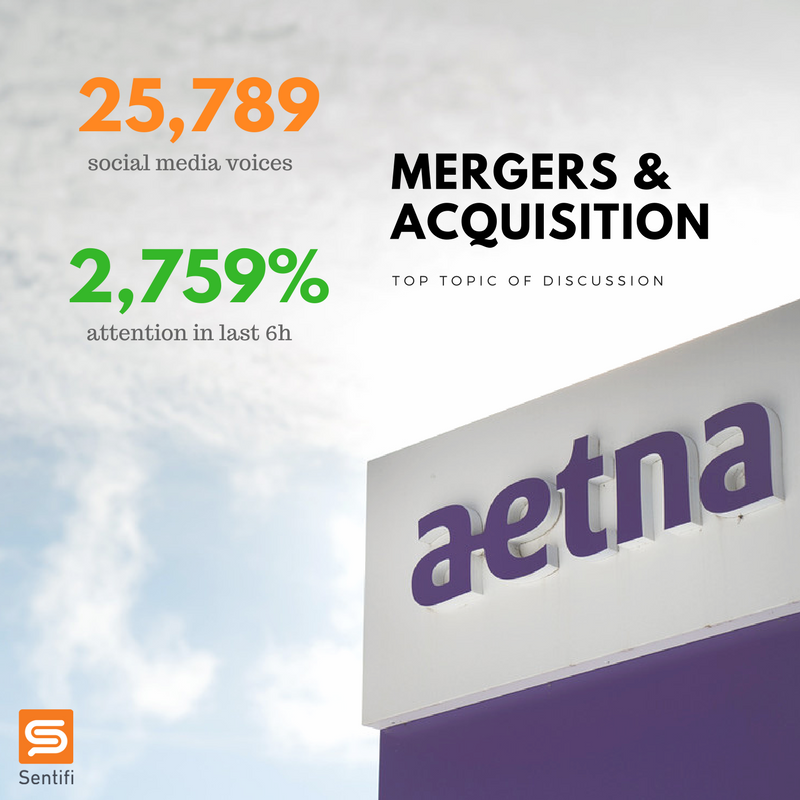 25,789
social media voices
2,759%
attention in last 6h
MERGERS &
ACQUISITION
TOP TOPIC OF DISCUSSION
aetna
Sentifi